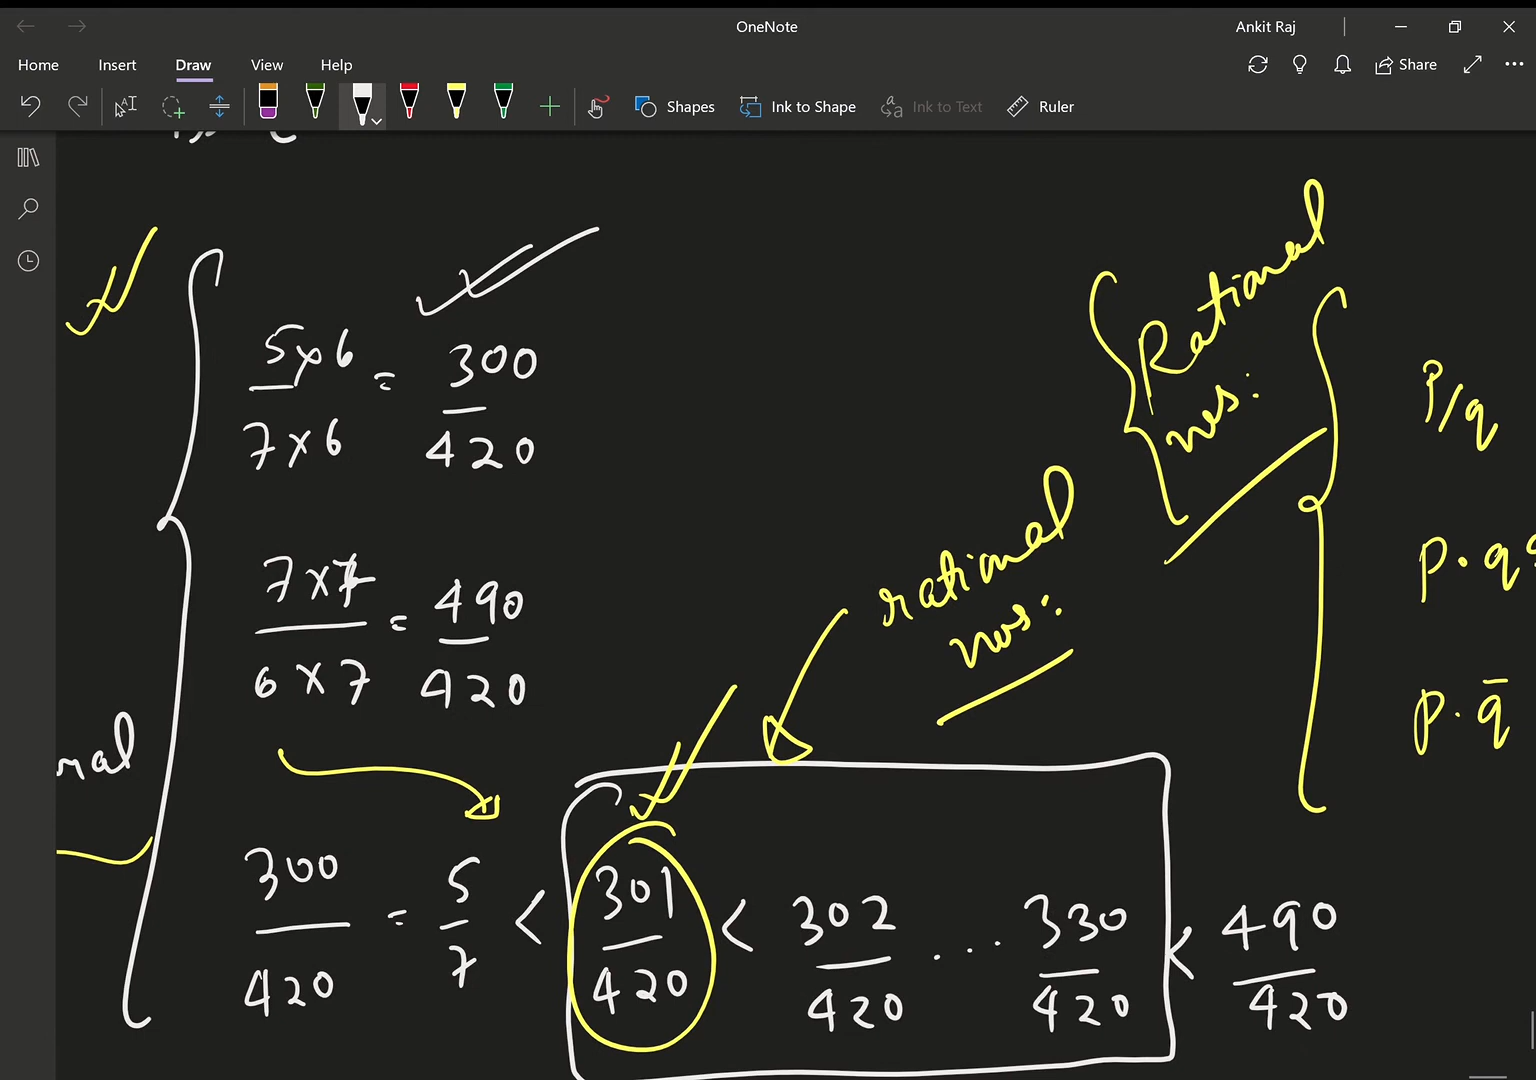 OneNote
Ankit Raj
Home Insert Draw View Help
Share
Shapes Ink to Shape Ink to Text Ruler
5x6 = 300
7x6 420
7x7 = 490
6x7 420
300 = 5 < 301 < 302 ... 330 < 490
420 7 420 420 420 420
nal
rational
nos:
Rational
nos:
P/q
p.q
p.q̄